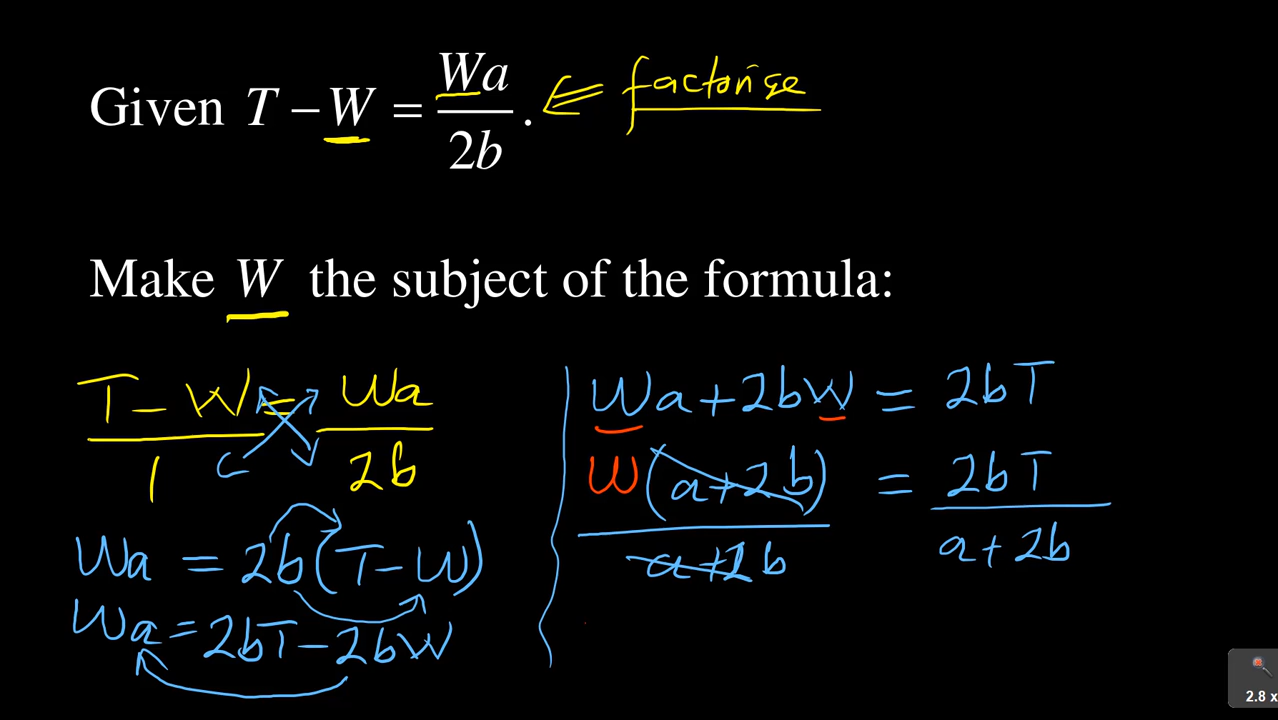 Given T − W = Wa/2b. ⇐ factorise
Make W the subject of the formula:
T − W/1 = Wa/2b
Wa = 2b(T − W)
Wa = 2bT − 2bW
Wa + 2bW = 2bT
W(a + 2b)/a + 2b = 2bT/a + 2b
2.8 x